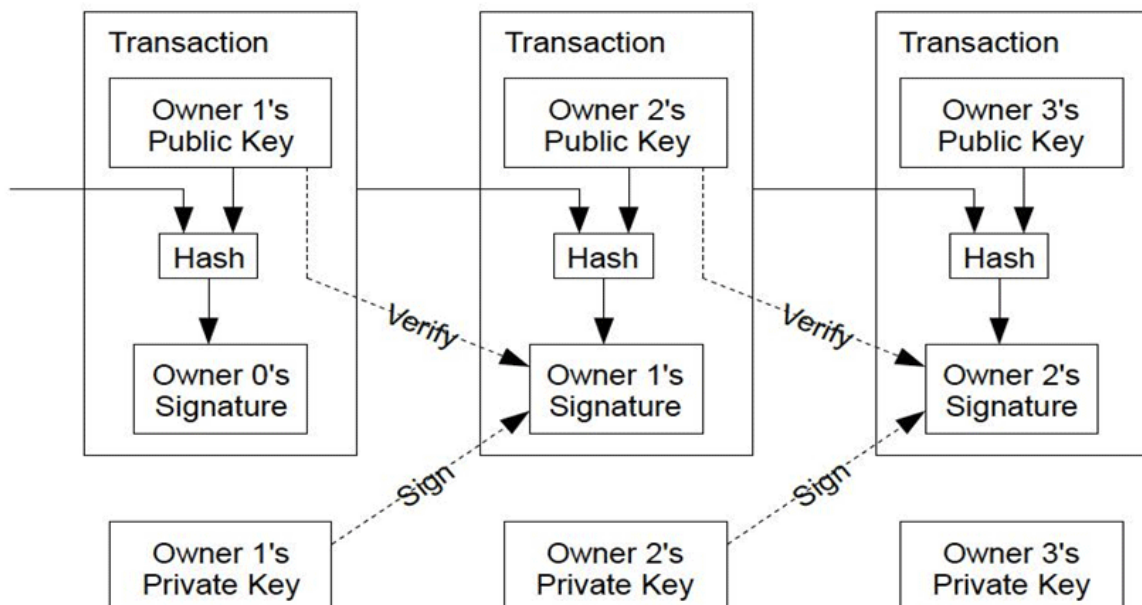 Transaction
Owner 1's
Public Key
Hash
Owner 0's
Signature
Transaction
Owner 2's
Public Key
Hash
Owner 1's
Signature
Transaction
Owner 3's
Public Key
Hash
Owner 2's
Signature
Verify
Verify
Sign
Sign
Owner 1's
Private Key
Owner 2's
Private Key
Owner 3's
Private Key